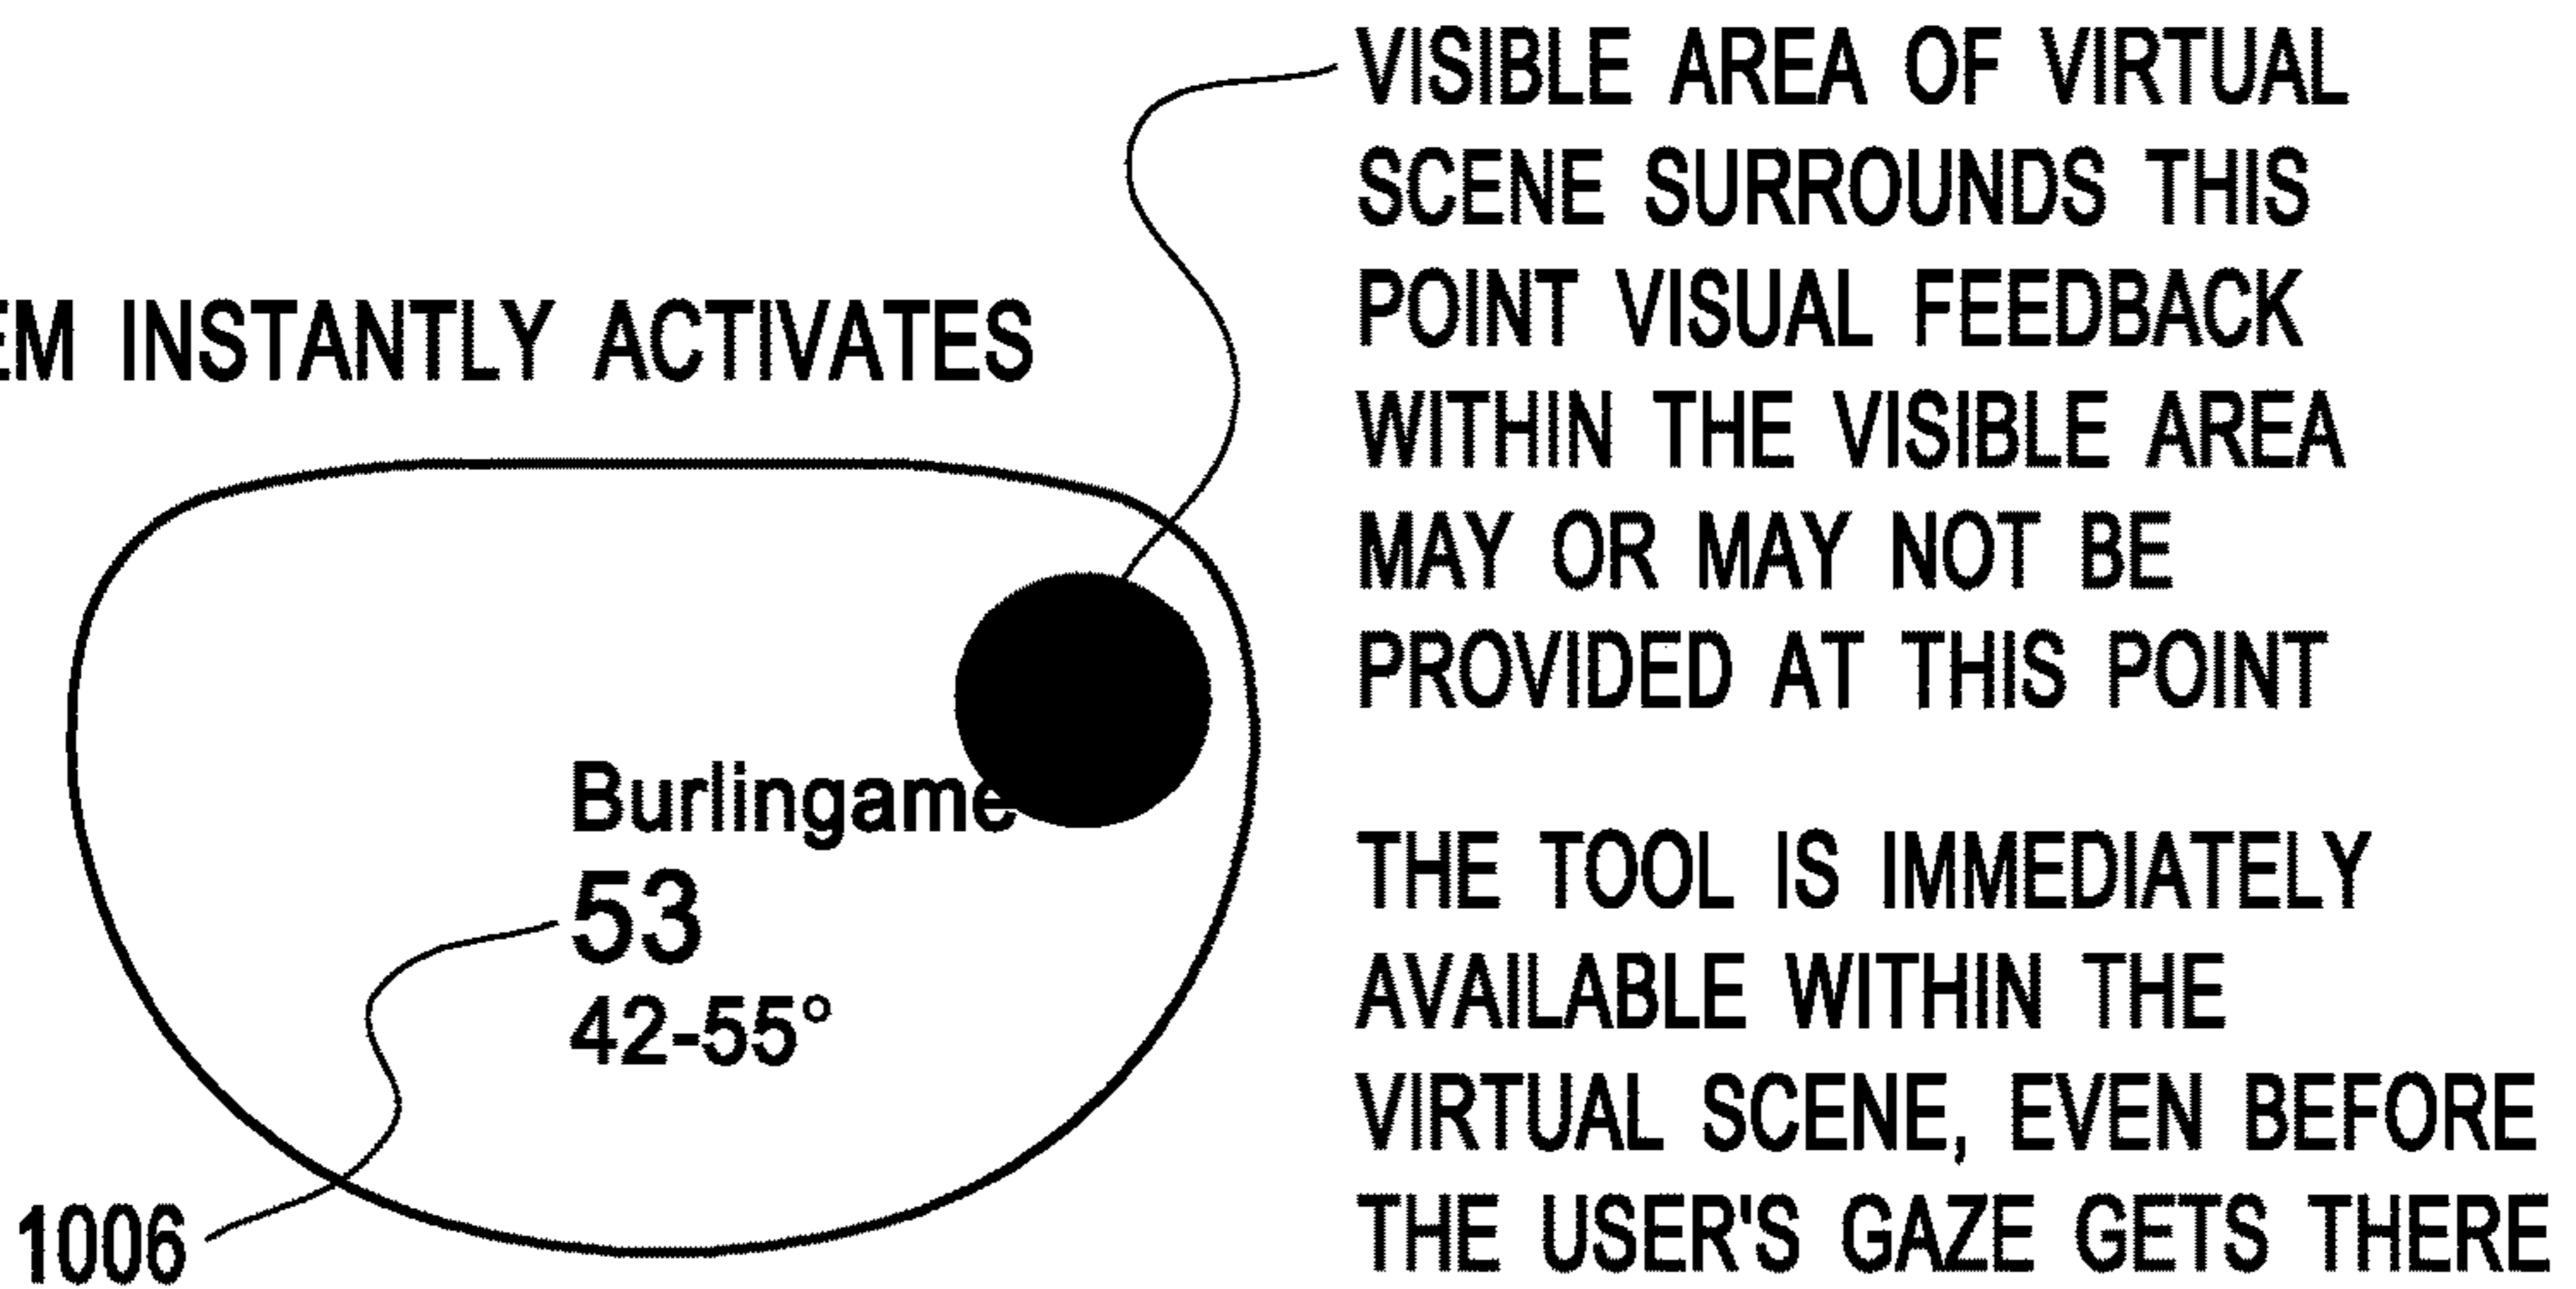 VISIBLE AREA OF VIRTUAL
SCENE SURROUNDS THIS
POINT VISUAL FEEDBACK
WITHIN THE VISIBLE AREA
MAY OR MAY NOT BE
PROVIDED AT THIS POINT
INSTANTLY ACTIVATES
Burlingame
53
42-55°
1006
THE TOOL IS IMMEDIATELY
AVAILABLE WITHIN THE
VIRTUAL SCENE, EVEN BEFORE
THE USER'S GAZE GETS THERE